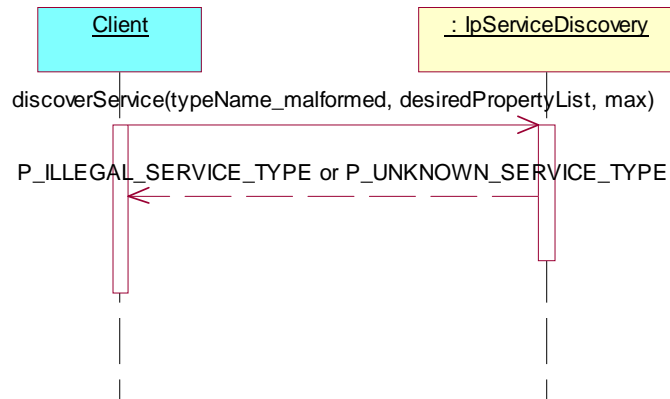 Client
: IpServiceDiscovery
discoverService(typeName_malformed, desiredPropertyList, max)
P_ILLEGAL_SERVICE_TYPE or P_UNKNOWN_SERVICE_TYPE